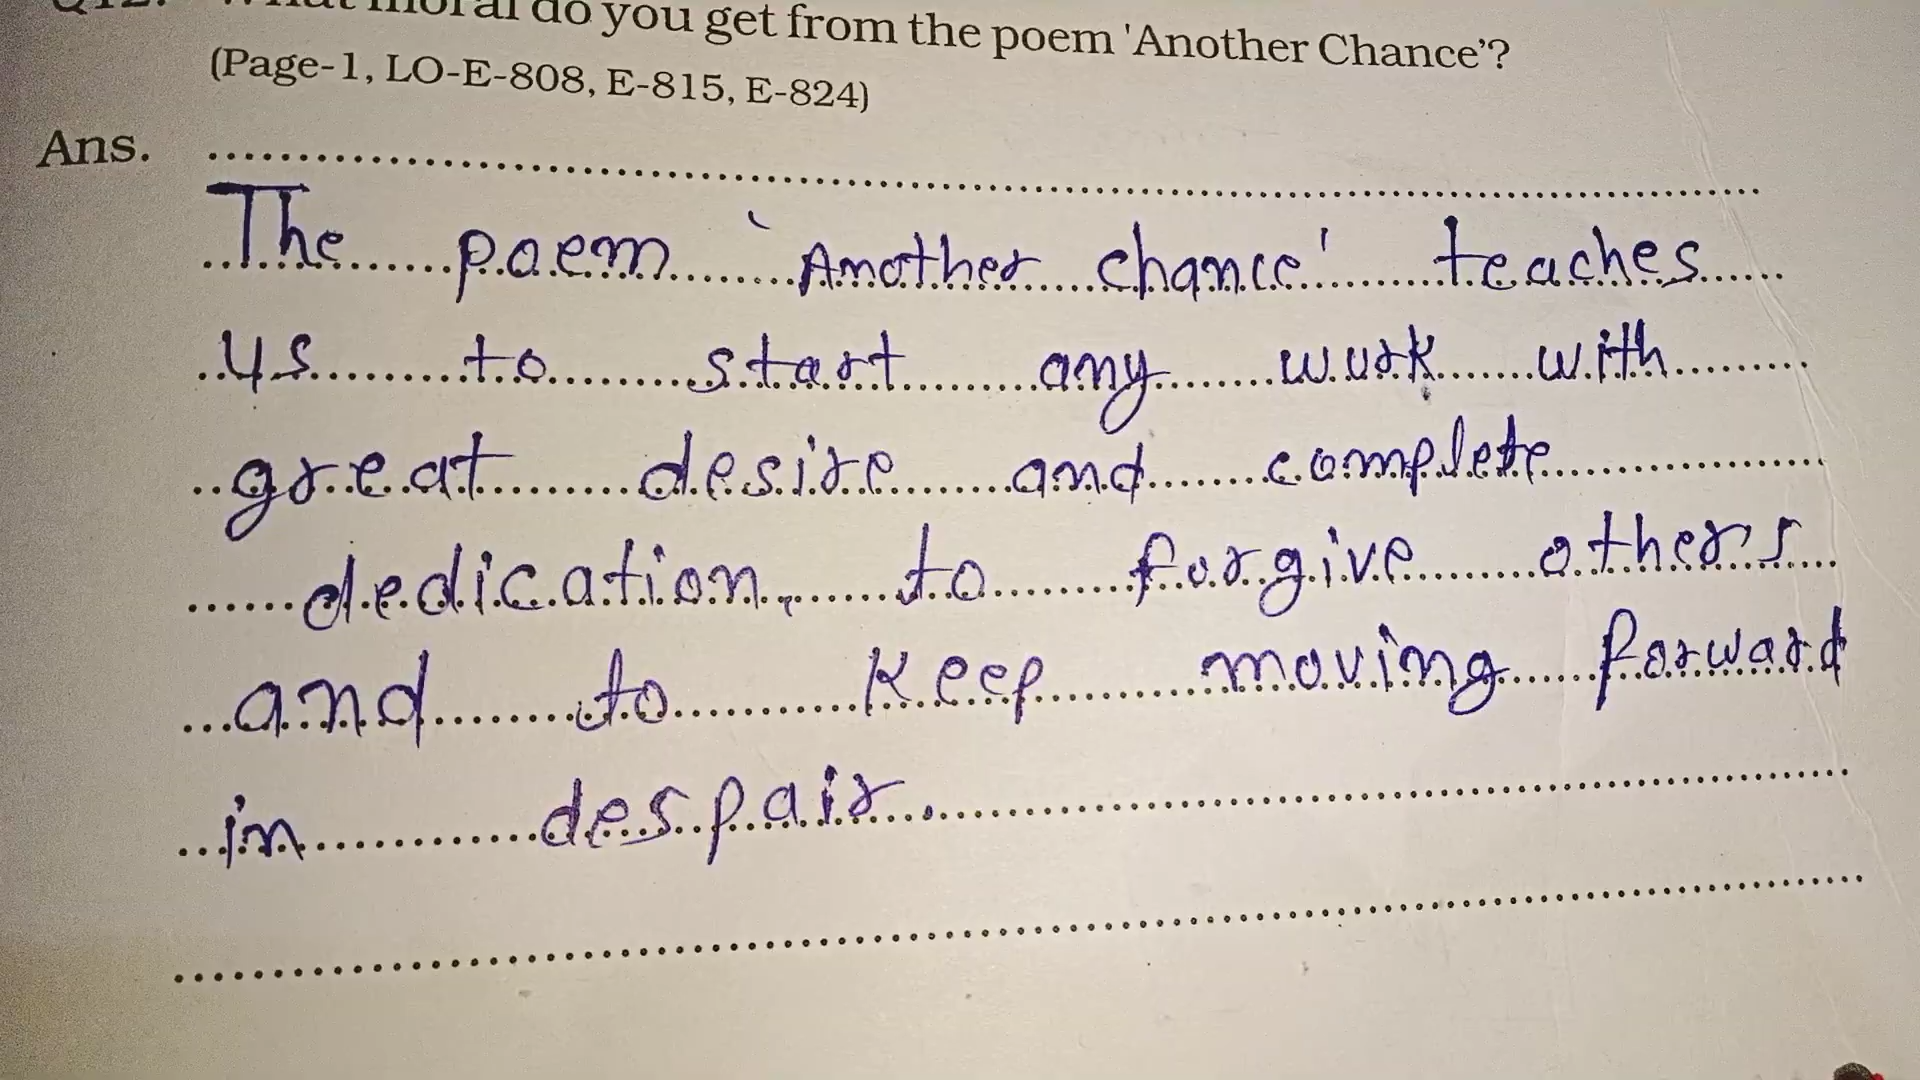 Q12. What moral do you get from the poem 'Another Chance'?
(Page-1, LO-E-808, E-815, E-824)
Ans.
The poem 'Another chance' teaches
us to start any work with
great desire and complete
dedication, to forgive others
and to keep moving forward
in despair.